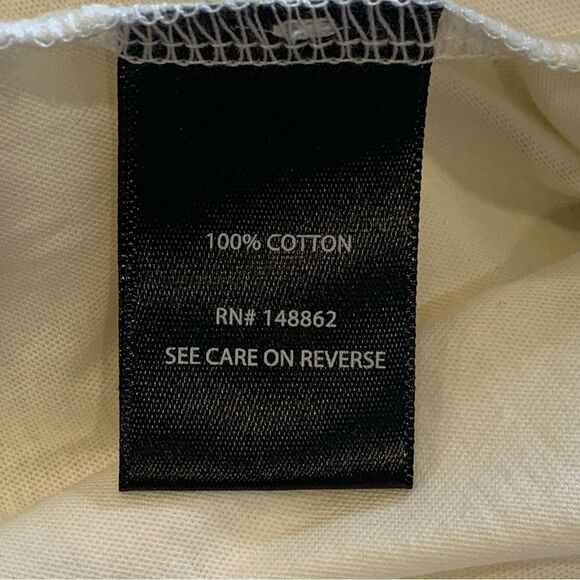 100% COTTON
RN# 148862
SEE CARE ON REVERSE